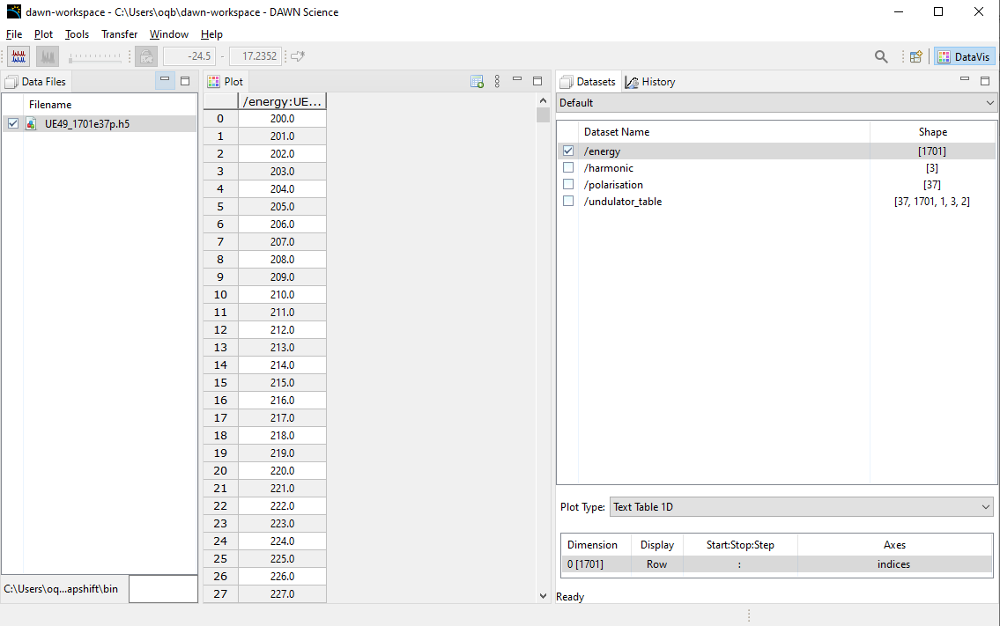 dawn-workspace - C:\Users\oqb\dawn-workspace - DAWN Science
File Plot Tools Transfer Window Help
-24.5 - 17.2352 DataVis
Data Files
Filename
UE49_1701e37p.h5
C:\Users\oq...apshift\bin
Plot
/energy:UE...
0 200.0
1 201.0
2 202.0
3 203.0
4 204.0
5 205.0
6 206.0
7 207.0
8 208.0
9 209.0
10 210.0
11 211.0
12 212.0
13 213.0
14 214.0
15 215.0
16 216.0
17 217.0
18 218.0
19 219.0
20 220.0
21 221.0
22 222.0
23 223.0
24 224.0
25 225.0
26 226.0
27 227.0
Datasets History
Default
Dataset Name Shape
/energy [1701]
/harmonic [3]
/polarisation [37]
/undulator_table [37, 1701, 1, 3, 2]
Plot Type: Text Table 1D
Dimension Display Start:Stop:Step Axes
0 [1701] Row : indices
Ready